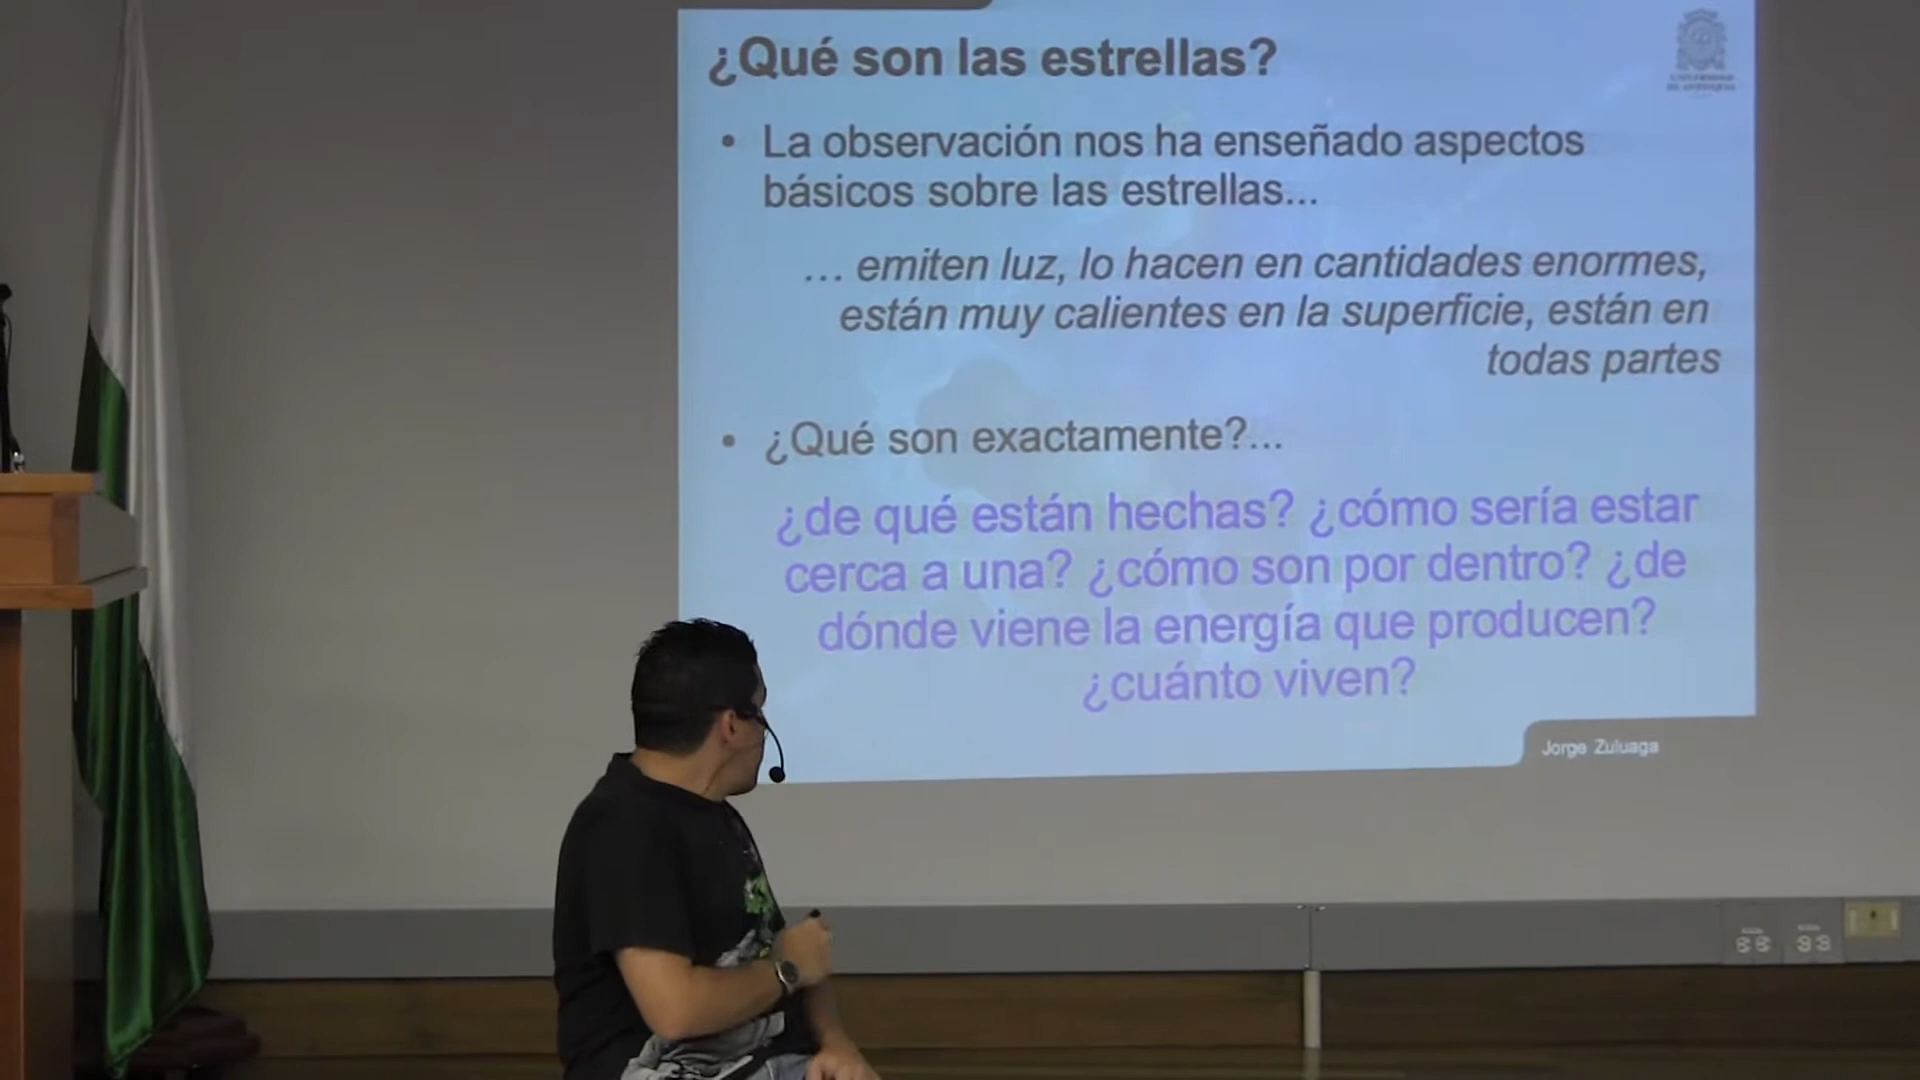 ¿Qué son las estrellas?
• La observación nos ha enseñado aspectos
básicos sobre las estrellas...
... emiten luz, lo hacen en cantidades enormes,
están muy calientes en la superficie, están en
todas partes
• ¿Qué son exactamente?...
¿de qué están hechas? ¿cómo sería estar
cerca a una? ¿cómo son por dentro? ¿de
dónde viene la energía que producen?
¿cuánto viven?
Jorge Zuluaga